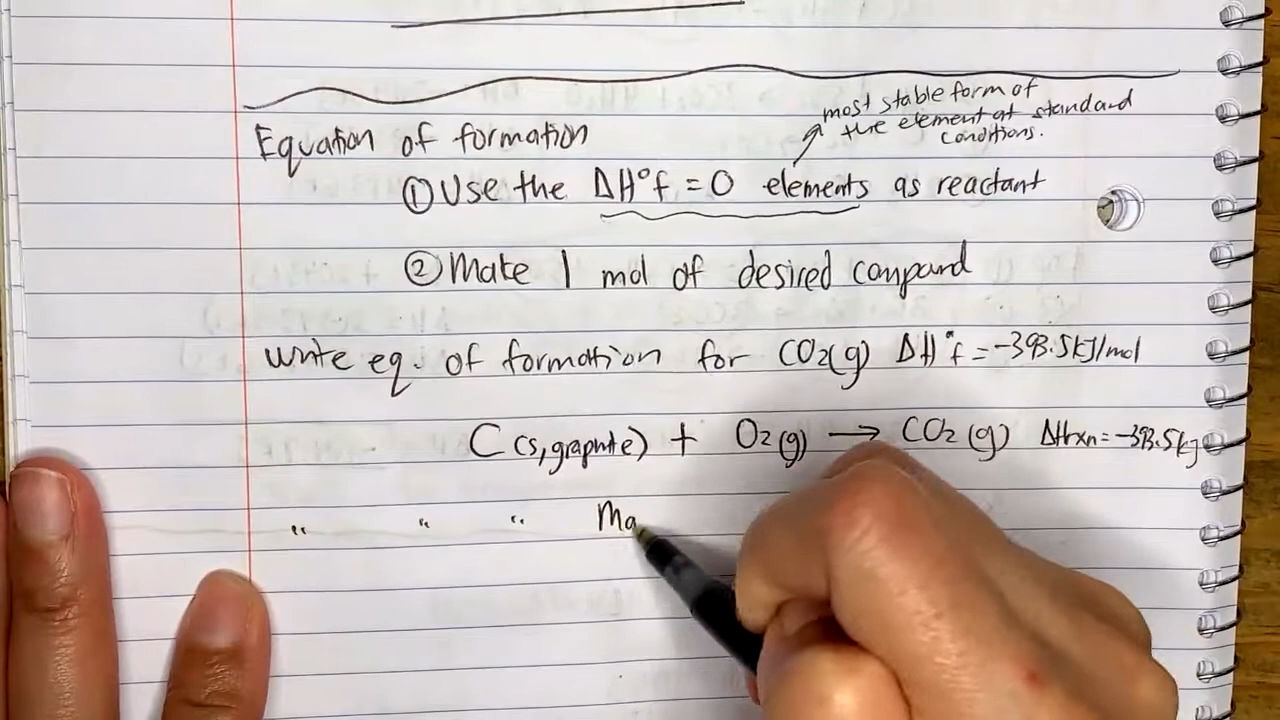 most stable form of
the element at standard
conditions.
Equation of formation
① Use the ΔH°f = 0 elements as reactant
② Make 1 mol of desired compand
write eq. of formation for CO2(g) ΔH°f = -393.5kJ/mol
C(s, graphite) + O2(g) → CO2(g) ΔHrxn = -393.5kJ
" " " Ma